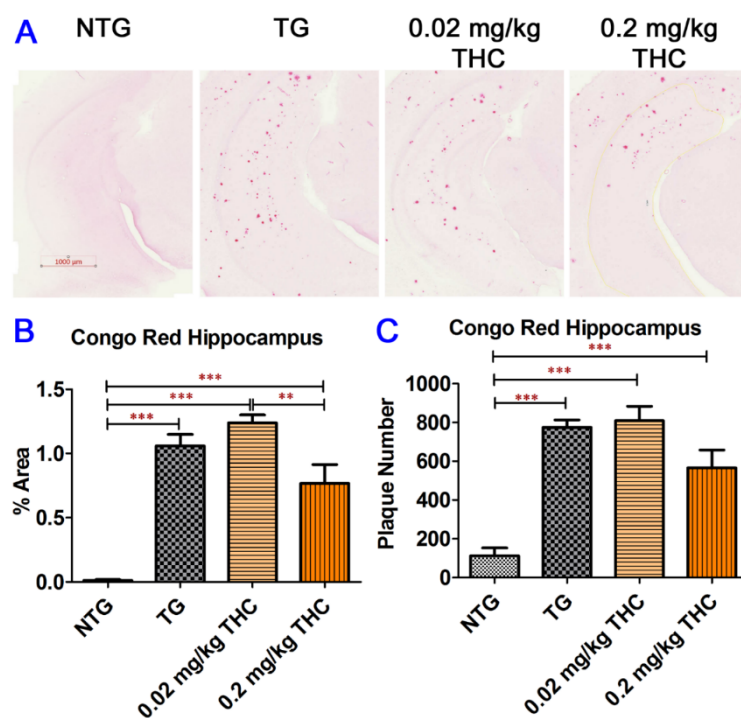 A
NTG
TG
0.02 mg/kg
THC
0.2 mg/kg
THC
1000 µm
B
Congo Red Hippocampus
***
***
**
***
% Area
1.5
1.0
0.5
0.0
NTG
TG
0.02 mg/kg THC
0.2 mg/kg THC
C
Congo Red Hippocampus
***
***
***
Plaque Number
1000
800
600
400
200
0
NTG
TG
0.02 mg/kg THC
0.2 mg/kg THC